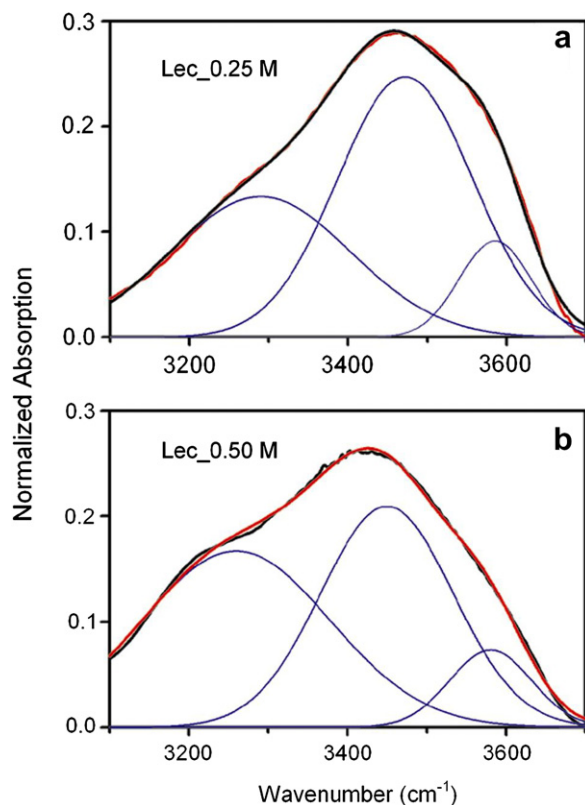 0.3
a
Lec_0.25 M
0.2
0.1
0.0
3200 3400 3600
0.3
b
Lec_0.50 M
0.2
0.1
0.0
3200 3400 3600
Normalized Absorption
Wavenumber (cm⁻¹)